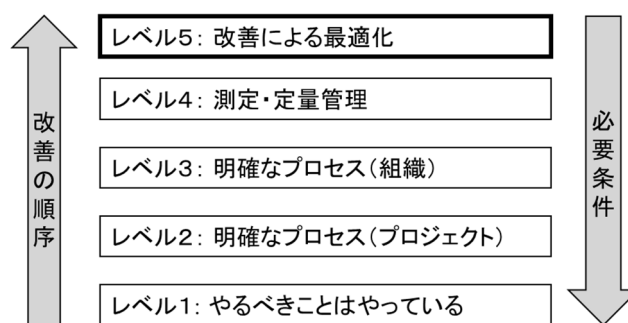 レベル5: 改善による最適化
レベル4: 測定・定量管理
レベル3: 明確なプロセス(組織)
レベル2: 明確なプロセス(プロジェクト)
レベル1: やるべきことはやっている
改善の順序
必要条件